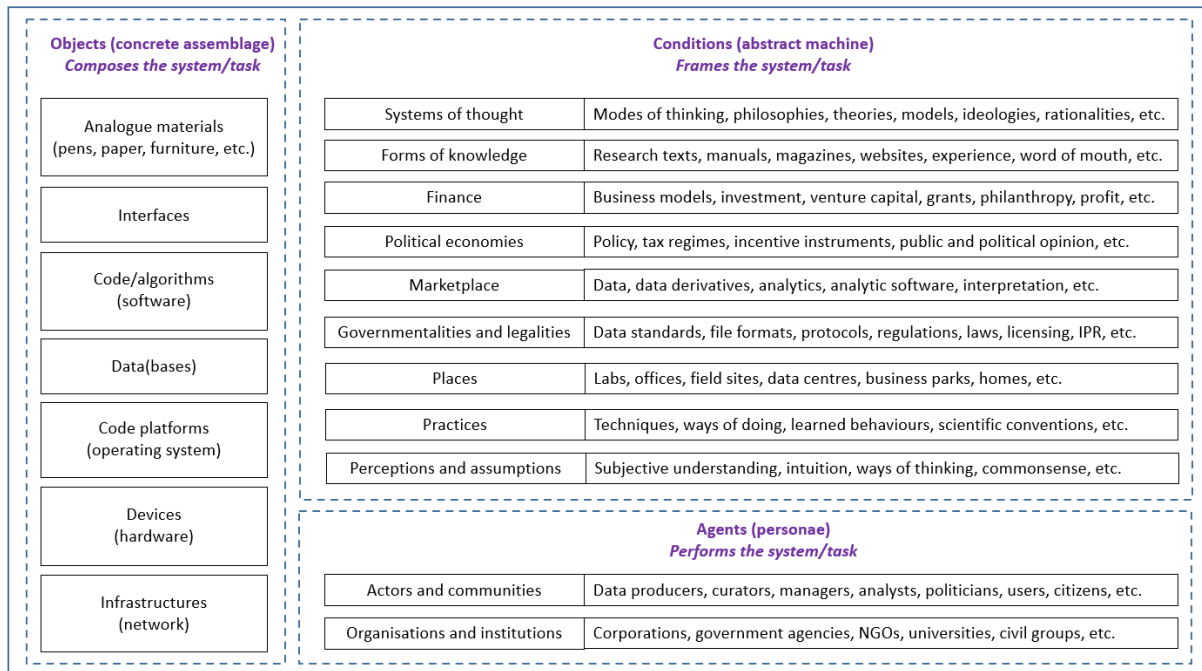 Objects (concrete assemblage)
Composes the system/task
Analogue materials
(pens, paper, furniture, etc.)
Interfaces
Code/algorithms
(software)
Data(bases)
Code platforms
(operating system)
Devices
(hardware)
Infrastructures
(network)
Conditions (abstract machine)
Frames the system/task
Systems of thought Modes of thinking, philosophies, theories, models, ideologies, rationalities, etc.
Forms of knowledge Research texts, manuals, magazines, websites, experience, word of mouth, etc.
Finance Business models, investment, venture capital, grants, philanthropy, profit, etc.
Political economies Policy, tax regimes, incentive instruments, public and political opinion, etc.
Marketplace Data, data derivatives, analytics, analytic software, interpretation, etc.
Governmentalities and legalities Data standards, file formats, protocols, regulations, laws, licensing, IPR, etc.
Places Labs, offices, field sites, data centres, business parks, homes, etc.
Practices Techniques, ways of doing, learned behaviours, scientific conventions, etc.
Perceptions and assumptions Subjective understanding, intuition, ways of thinking, commonsense, etc.
Agents (personae)
Performs the system/task
Actors and communities Data producers, curators, managers, analysts, politicians, users, citizens, etc.
Organisations and institutions Corporations, government agencies, NGOs, universities, civil groups, etc.